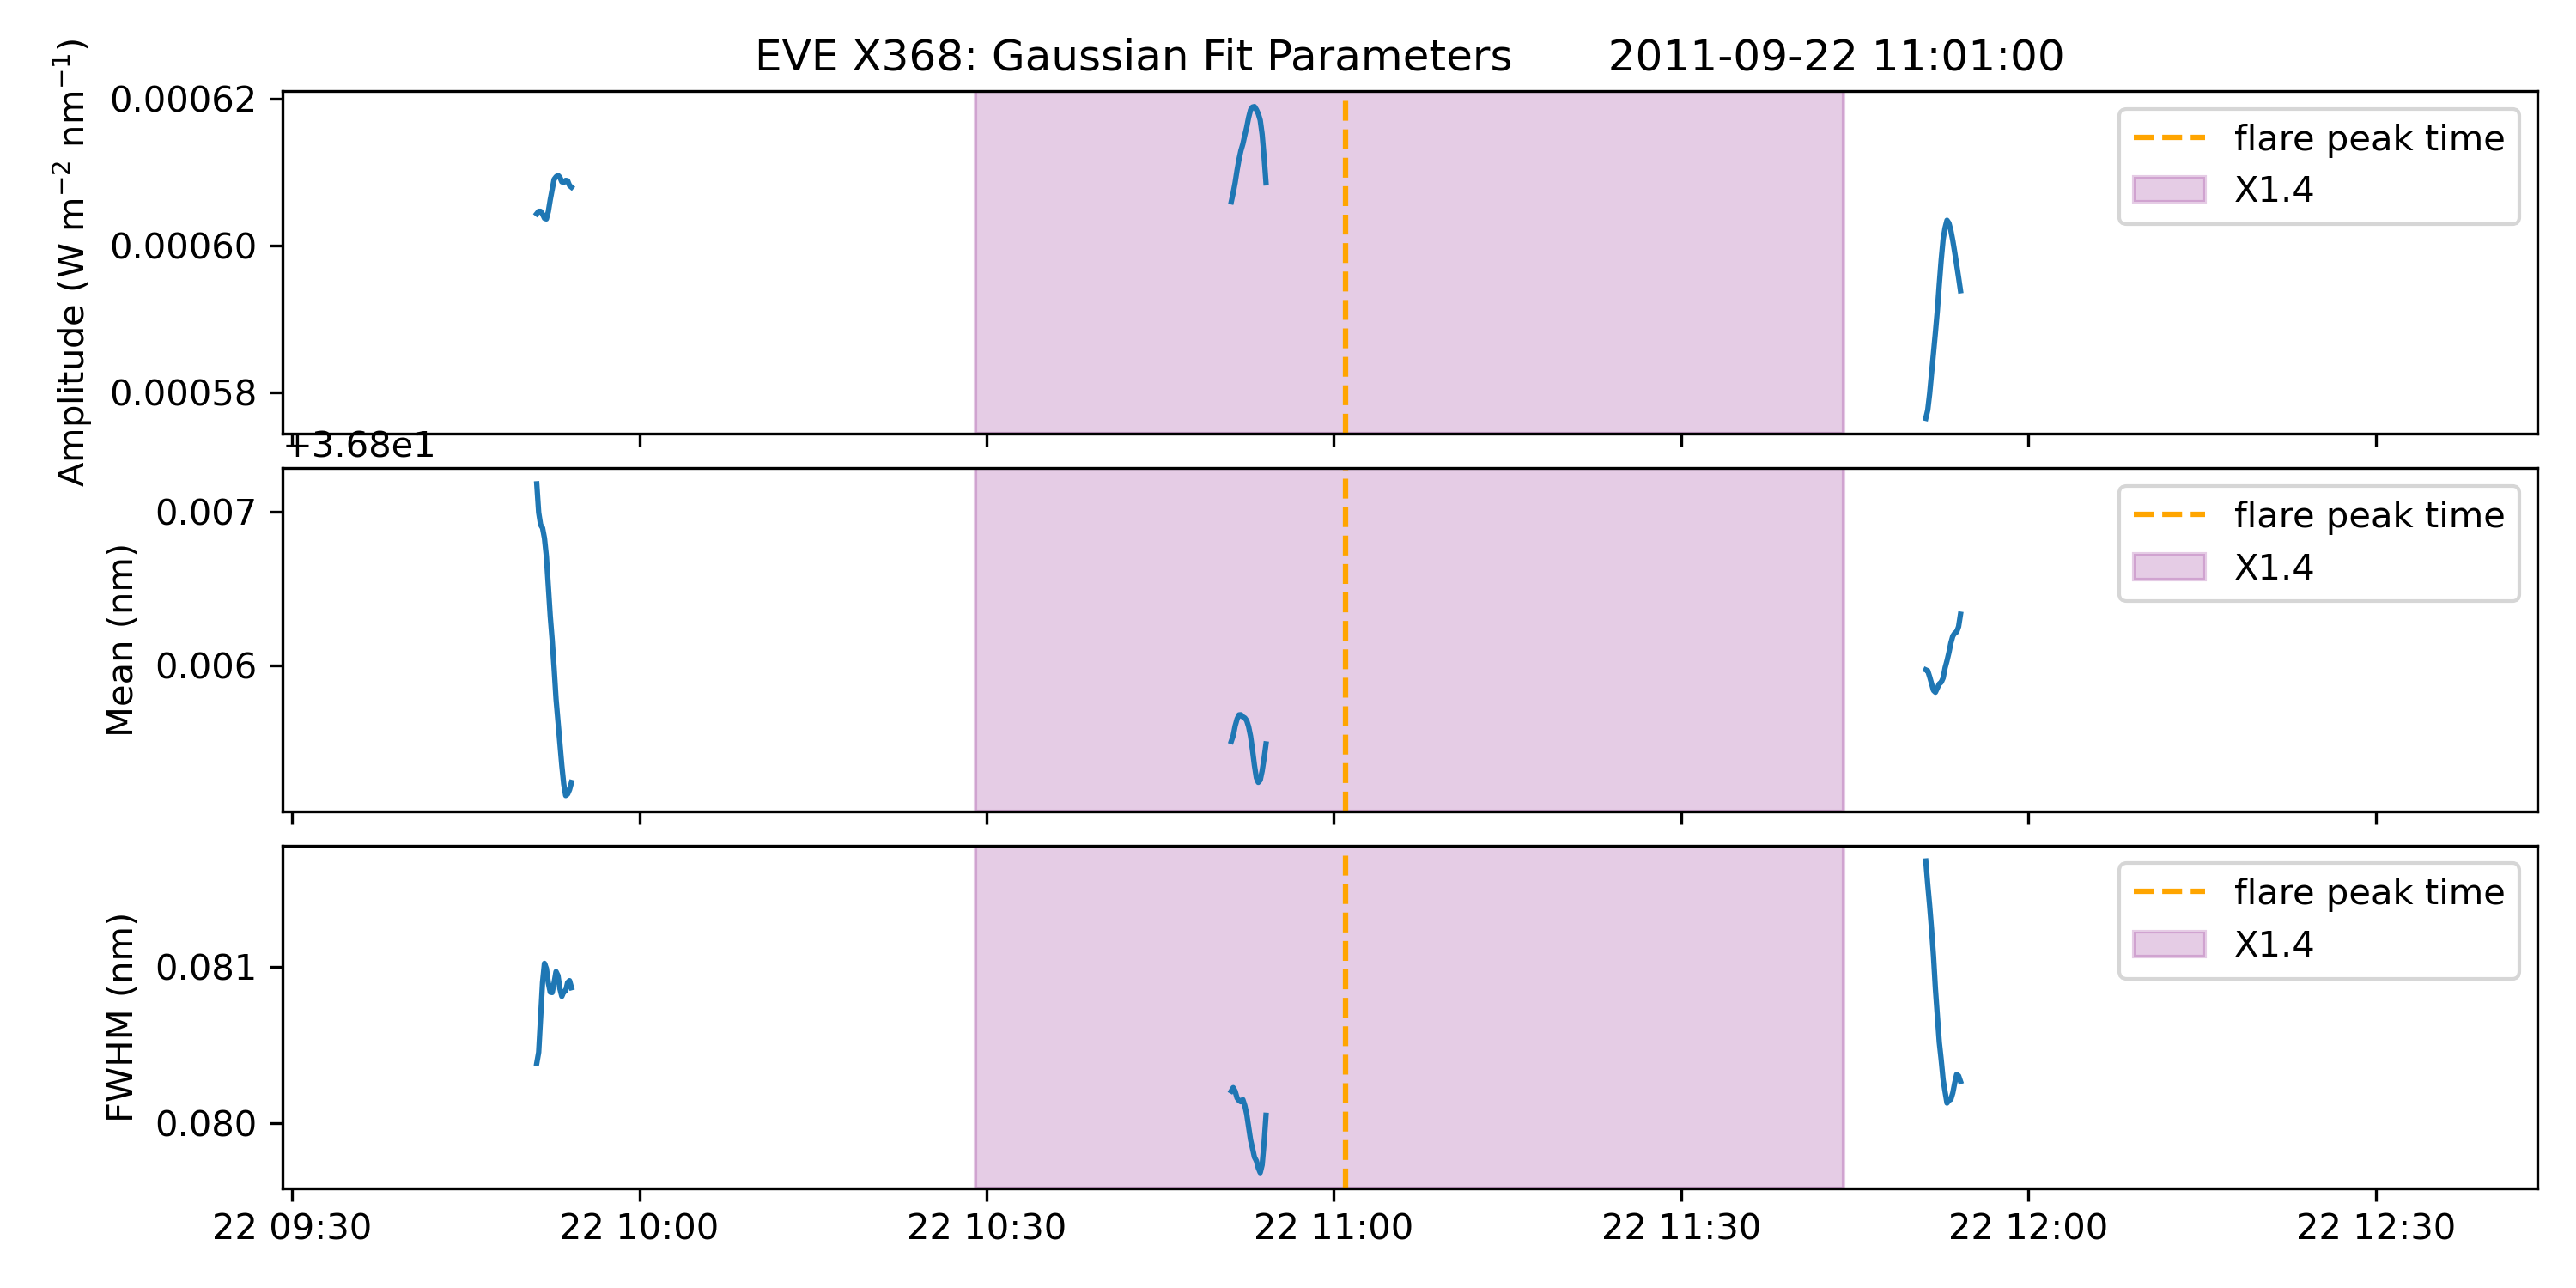 EVE X368: Gaussian Fit Parameters 2011-09-22 11:01:00
Amplitude (W m⁻² nm⁻¹)
0.00062
0.00060
0.00058
flare peak time
X1.4
+3.68e1
Mean (nm)
0.007
0.006
flare peak time
X1.4
FWHM (nm)
0.081
0.080
flare peak time
X1.4
22 09:30 22 10:00 22 10:30 22 11:00 22 11:30 22 12:00 22 12:30